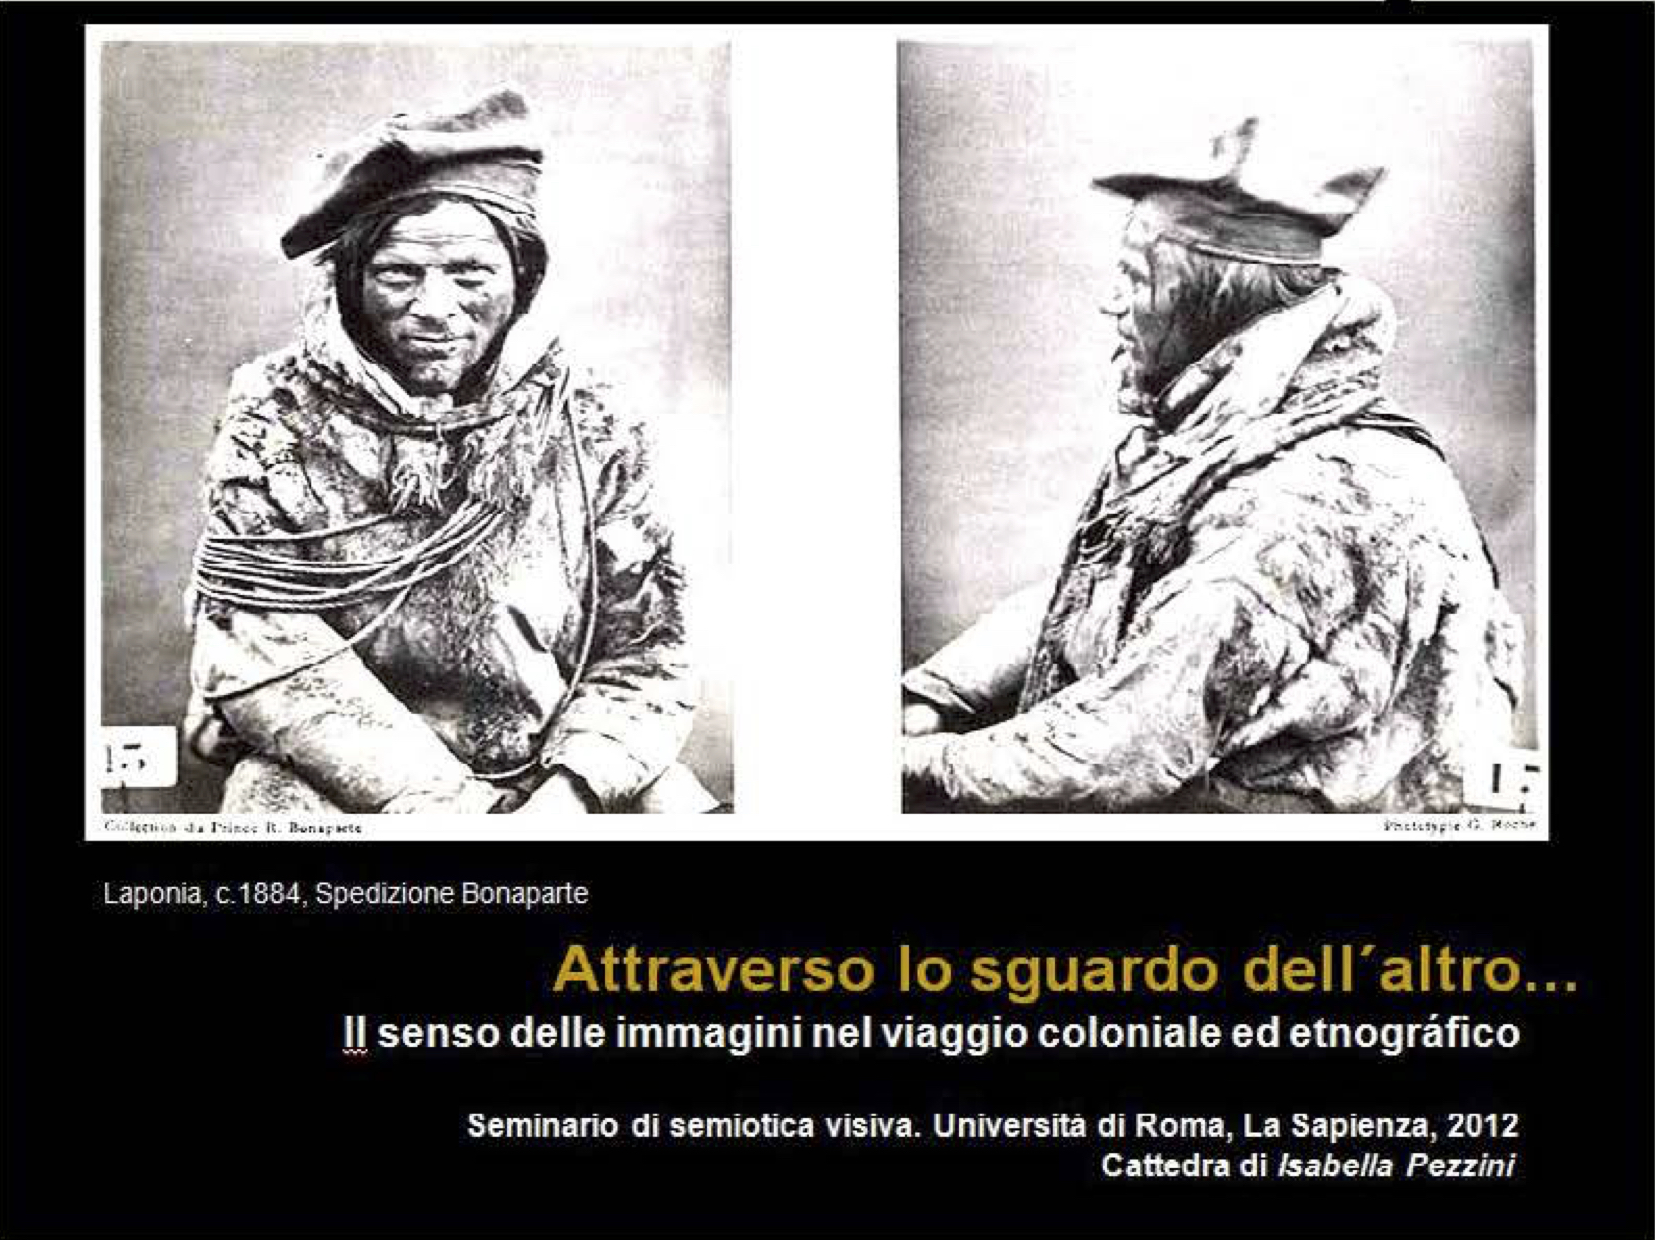 15
15
Collection du Prince R. Bonaparte
Phototypie G. Roche
Laponia, c.1884, Spedizione Bonaparte
Attraverso lo sguardo dell´altro...
Il senso delle immagini nel viaggio coloniale ed etnográfico
Seminario di semiotica visiva. Università di Roma, La Sapienza, 2012
Cattedra di Isabella Pezzini